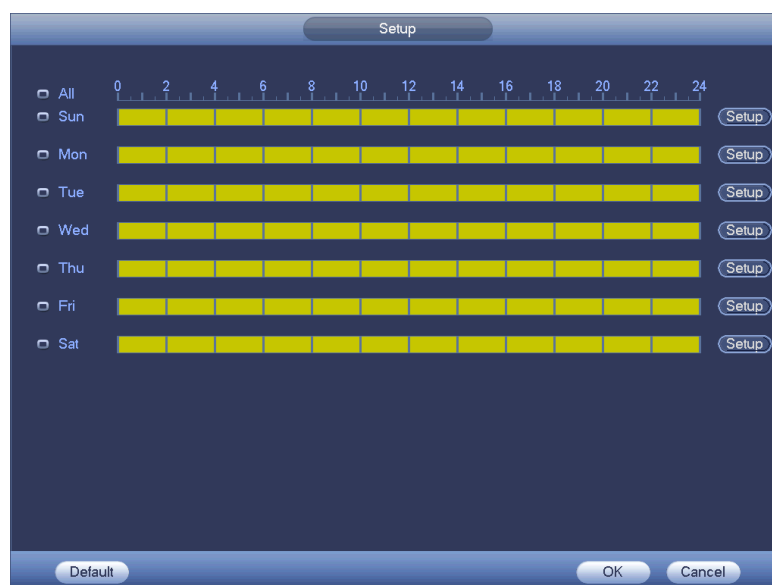 Setup
0 2 4 6 8 10 12 14 16 18 20 22 24
All
Sun Setup
Mon Setup
Tue Setup
Wed Setup
Thu Setup
Fri Setup
Sat Setup
Default OK Cancel